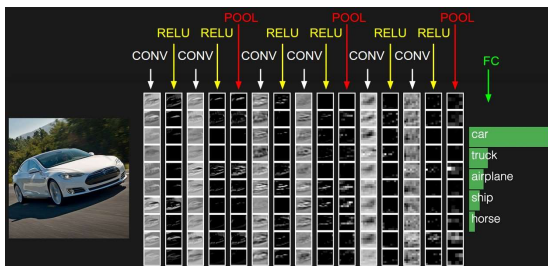 POOL POOL POOL
RELU RELU RELU RELU RELU RELU
CONV CONV CONV CONV CONV CONV FC
car
truck
airplane
ship
horse